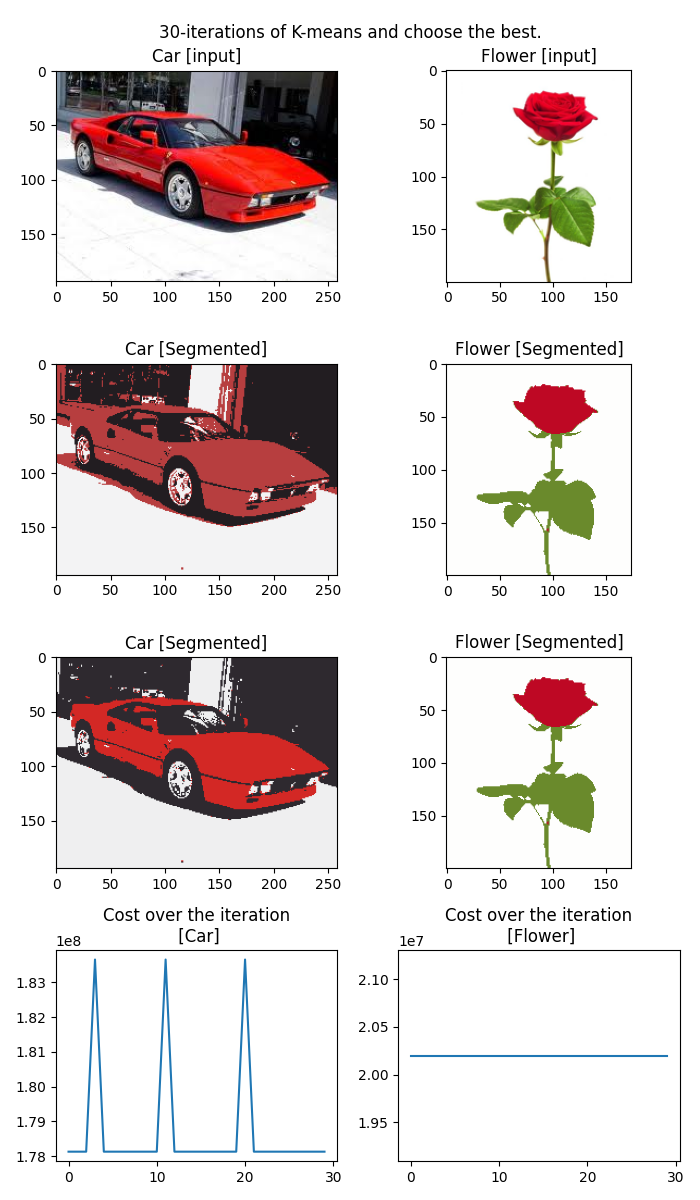 30-iterations of K-means and choose the best.
Car [input]
Flower [input]
0
50
100
150
0 50 100 150 200 250
0
50
100
150
0 50 100 150
Car [Segmented]
Flower [Segmented]
0
50
100
150
0 50 100 150 200 250
0
50
100
150
0 50 100 150
Car [Segmented]
Flower [Segmented]
0
50
100
150
0 50 100 150 200 250
0
50
100
150
0 50 100 150
Cost over the iteration
[Car]
1e8
1.83
1.82
1.81
1.80
1.79
1.78
0 10 20 30
Cost over the iteration
[Flower]
1e7
2.10
2.05
2.00
1.95
0 10 20 30